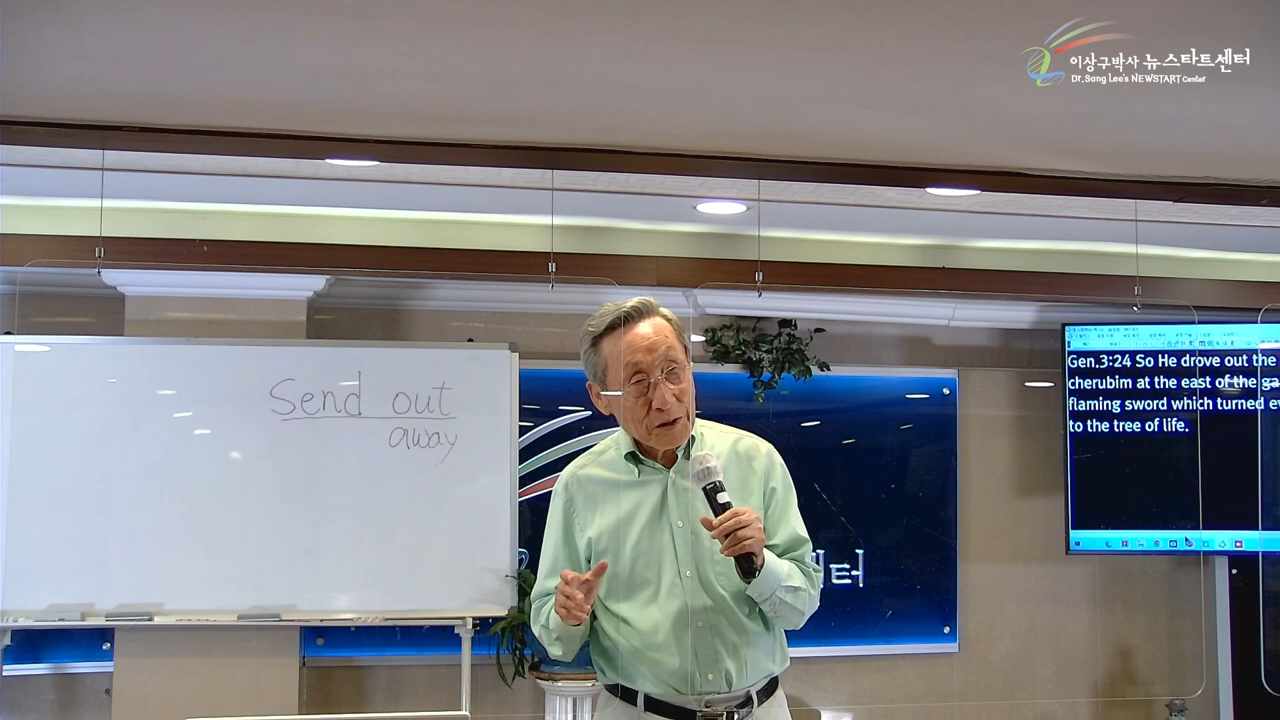 이상구박사 뉴스타트센터
Dr. Sang Lee's NEWSTART Center
Send out
away
Gen.3:24 So He drove out the
cherubim at the east of the ga
flaming sword which turned ev
to the tree of life.
센터